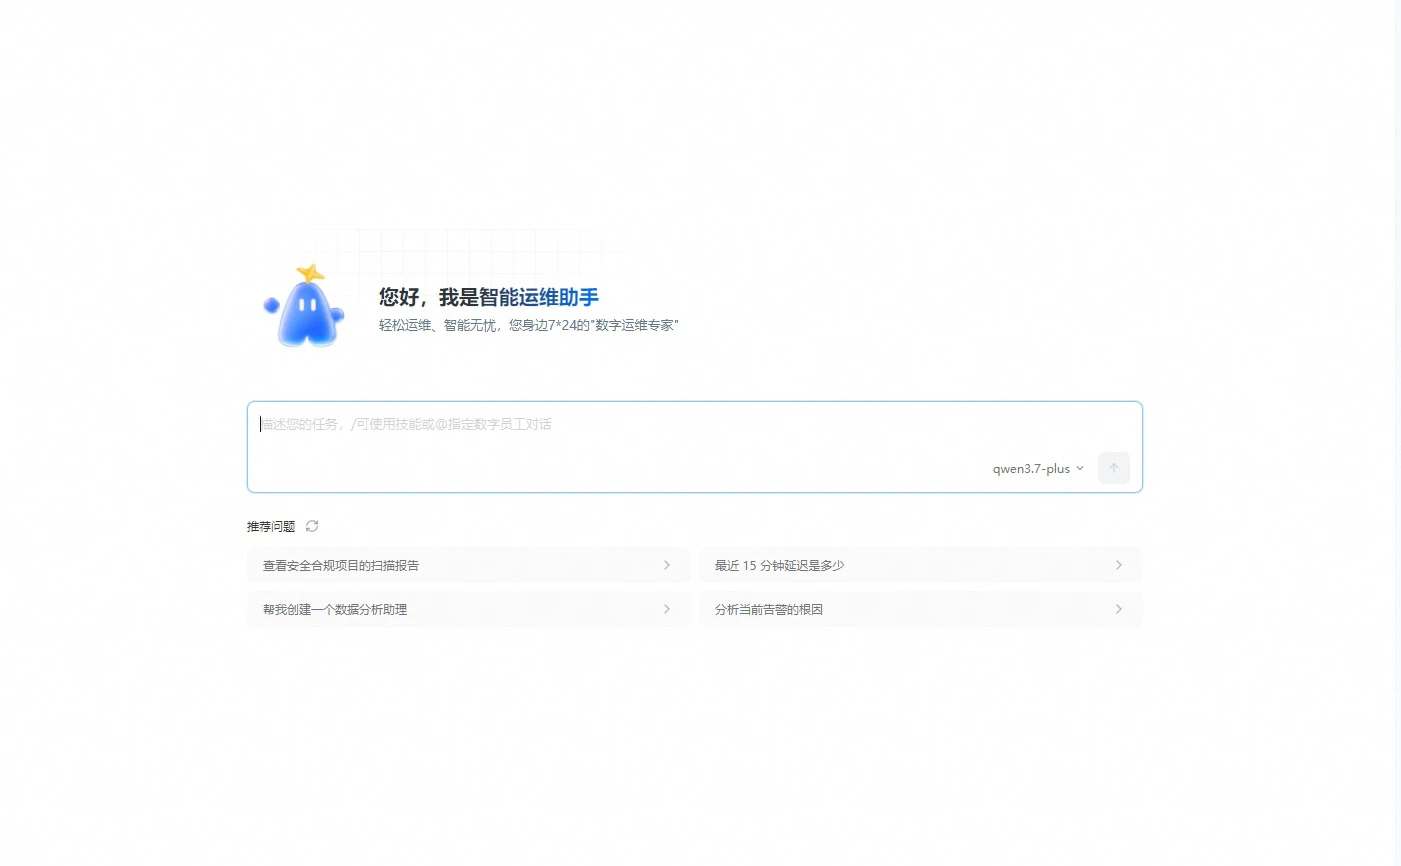 您好，我是智能运维助手
轻松运维、智能无忧，您身边7*24的"数字运维专家"
描述您的任务，/可使用技能或@指定数字员工对话
qwen3.7-plus
推荐问题
查看安全合规项目的扫描报告
最近 15 分钟延迟是多少
帮我创建一个数据分析助理
分析当前告警的根因